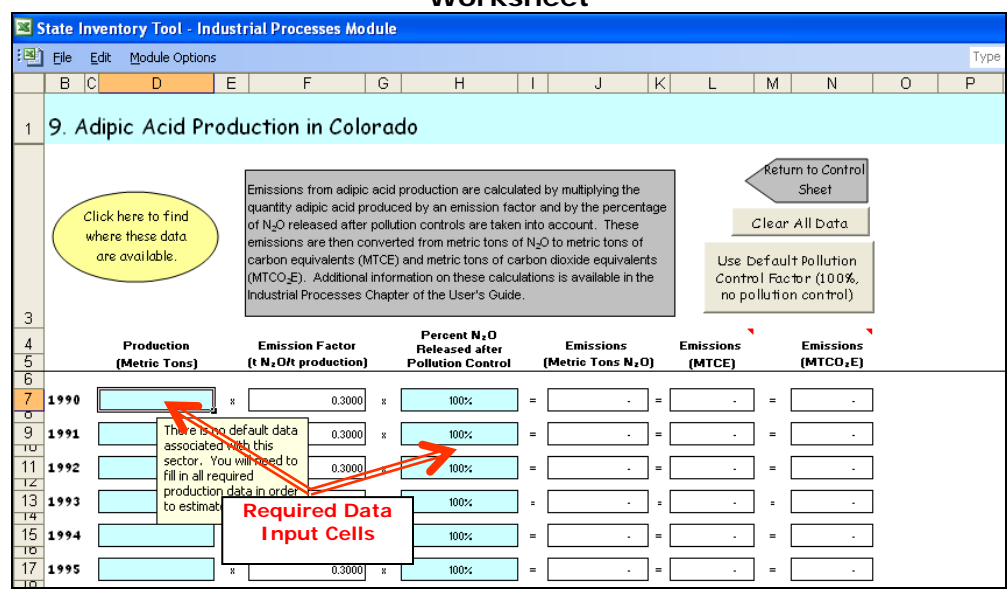 Worksheet
State Inventory Tool - Industrial Processes Module
File Edit Module Options Type
B C D E F G H I J K L M N O P
1 9. Adipic Acid Production in Colorado
Click here to find
where these data
are available.
Emissions from adipic acid production are calculated by multiplying the
quantity adipic acid produced by an emission factor and by the percentage
of N₂O released after pollution controls are taken into account. These
emissions are then converted from metric tons of N₂O to metric tons of
carbon equivalents (MTCE) and metric tons of carbon dioxide equivalents
(MTCO₂E). Additional information on these calculations is available in the
Industrial Processes Chapter of the User's Guide.
Return to Control
Sheet
Clear All Data
Use Default Pollution
Control Factor (100%,
no pollution control)
3
4 Production Emission Factor Percent N₂O Released after Emissions Emissions Emissions
5 (Metric Tons) (t N₂O/t production) Pollution Control (Metric Tons N₂O) (MTCE) (MTCO₂E)
6
7 1990 x 0.3000 x 100% = - = - = -
8
9 1991 0.3000 x 100% = - = - = -
10
11 1992 0.3000 x 100% = - = - = -
12
13 1993 100% = - = - = -
14
15 1994 100% = - = - = -
16
17 1995 x 0.3000 x 100% = - = - = -
There is no default data
associated with this
sector. You will need to
fill in all required
production data in order
to estimat
Required Data
Input Cells